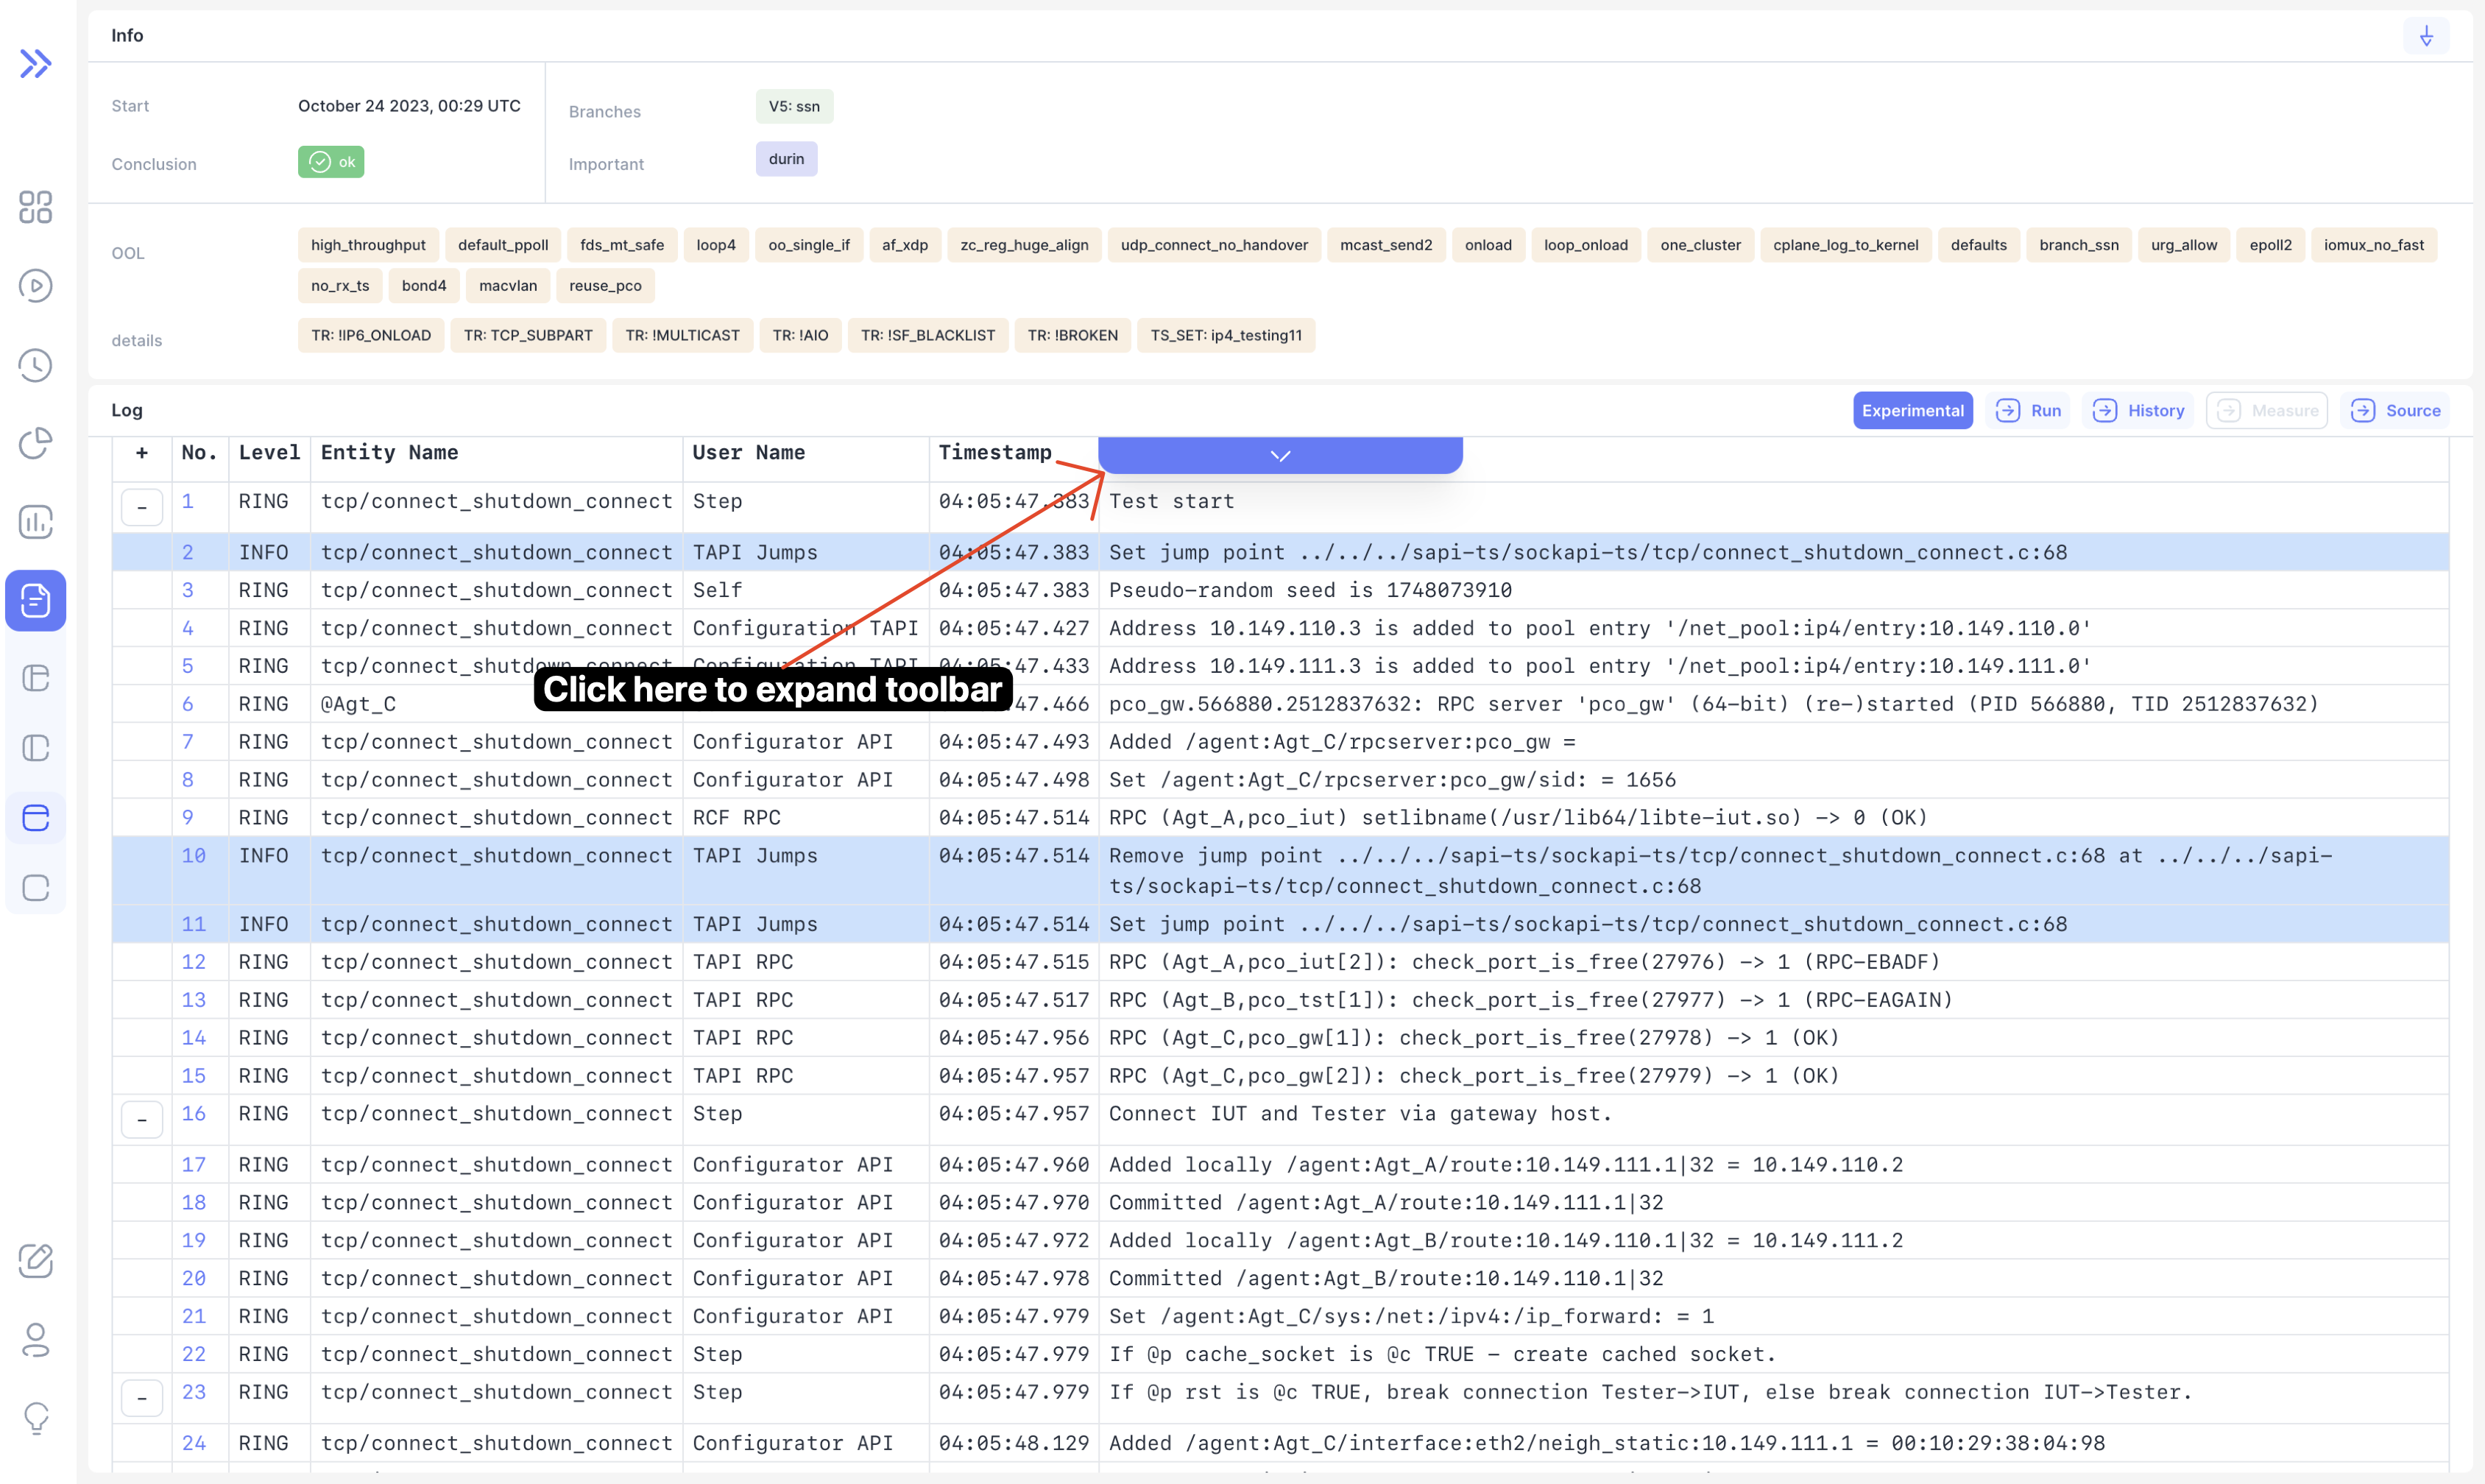 Info
Start October 24 2023, 00:29 UTC Branches V5: ssn
Conclusion ok Important durin
OOL high_throughput default_ppoll fds_mt_safe loop4 oo_single_if af_xdp zc_reg_huge_align udp_connect_no_handover mcast_send2 onload loop_onload one_cluster cplane_log_to_kernel defaults branch_ssn urg_allow epoll2 iomux_no_fast
no_rx_ts bond4 macvlan reuse_pco
details TR: !IP6_ONLOAD TR: TCP_SUBPART TR: !MULTICAST TR: !AIO TR: !SF_BLACKLIST TR: !BROKEN TS_SET: ip4_testing11
Log Experimental Run History Measure Source
+ No. Level Entity Name User Name Timestamp
- 1 RING tcp/connect_shutdown_connect Step 04:05:47.383 Test start
2 INFO tcp/connect_shutdown_connect TAPI Jumps 04:05:47.383 Set jump point ../../../sapi-ts/sockapi-ts/tcp/connect_shutdown_connect.c:68
3 RING tcp/connect_shutdown_connect Self 04:05:47.383 Pseudo-random seed is 1748073910
4 RING tcp/connect_shutdown_connect Configuration TAPI 04:05:47.427 Address 10.149.110.3 is added to pool entry '/net_pool:ip4/entry:10.149.110.0'
5 RING tcp/connect_shutdown_connect Configuration TAPI 04:05:47.433 Address 10.149.111.3 is added to pool entry '/net_pool:ip4/entry:10.149.111.0'
Click here to expand toolbar
6 RING @Agt_C 47.466 pco_gw.566880.2512837632: RPC server 'pco_gw' (64-bit) (re-)started (PID 566880, TID 2512837632)
7 RING tcp/connect_shutdown_connect Configurator API 04:05:47.493 Added /agent:Agt_C/rpcserver:pco_gw =
8 RING tcp/connect_shutdown_connect Configurator API 04:05:47.498 Set /agent:Agt_C/rpcserver:pco_gw/sid: = 1656
9 RING tcp/connect_shutdown_connect RCF RPC 04:05:47.514 RPC (Agt_A,pco_iut) setlibname(/usr/lib64/libte-iut.so) -> 0 (OK)
10 INFO tcp/connect_shutdown_connect TAPI Jumps 04:05:47.514 Remove jump point ../../../sapi-ts/sockapi-ts/tcp/connect_shutdown_connect.c:68 at ../../../sapi-
ts/sockapi-ts/tcp/connect_shutdown_connect.c:68
11 INFO tcp/connect_shutdown_connect TAPI Jumps 04:05:47.514 Set jump point ../../../sapi-ts/sockapi-ts/tcp/connect_shutdown_connect.c:68
12 RING tcp/connect_shutdown_connect TAPI RPC 04:05:47.515 RPC (Agt_A,pco_iut[2]): check_port_is_free(27976) -> 1 (RPC-EBADF)
13 RING tcp/connect_shutdown_connect TAPI RPC 04:05:47.517 RPC (Agt_B,pco_tst[1]): check_port_is_free(27977) -> 1 (RPC-EAGAIN)
14 RING tcp/connect_shutdown_connect TAPI RPC 04:05:47.956 RPC (Agt_C,pco_gw[1]): check_port_is_free(27978) -> 1 (OK)
15 RING tcp/connect_shutdown_connect TAPI RPC 04:05:47.957 RPC (Agt_C,pco_gw[2]): check_port_is_free(27979) -> 1 (OK)
- 16 RING tcp/connect_shutdown_connect Step 04:05:47.957 Connect IUT and Tester via gateway host.
17 RING tcp/connect_shutdown_connect Configurator API 04:05:47.960 Added locally /agent:Agt_A/route:10.149.111.1|32 = 10.149.110.2
18 RING tcp/connect_shutdown_connect Configurator API 04:05:47.970 Committed /agent:Agt_A/route:10.149.111.1|32
19 RING tcp/connect_shutdown_connect Configurator API 04:05:47.972 Added locally /agent:Agt_B/route:10.149.110.1|32 = 10.149.111.2
20 RING tcp/connect_shutdown_connect Configurator API 04:05:47.978 Committed /agent:Agt_B/route:10.149.110.1|32
21 RING tcp/connect_shutdown_connect Configurator API 04:05:47.979 Set /agent:Agt_C/sys:/net:/ipv4:/ip_forward: = 1
22 RING tcp/connect_shutdown_connect Step 04:05:47.979 If @p cache_socket is @c TRUE - create cached socket.
- 23 RING tcp/connect_shutdown_connect Step 04:05:47.979 If @p rst is @c TRUE, break connection Tester->IUT, else break connection IUT->Tester.
24 RING tcp/connect_shutdown_connect Configurator API 04:05:48.129 Added /agent:Agt_C/interface:eth2/neigh_static:10.149.111.1 = 00:10:29:38:04:98